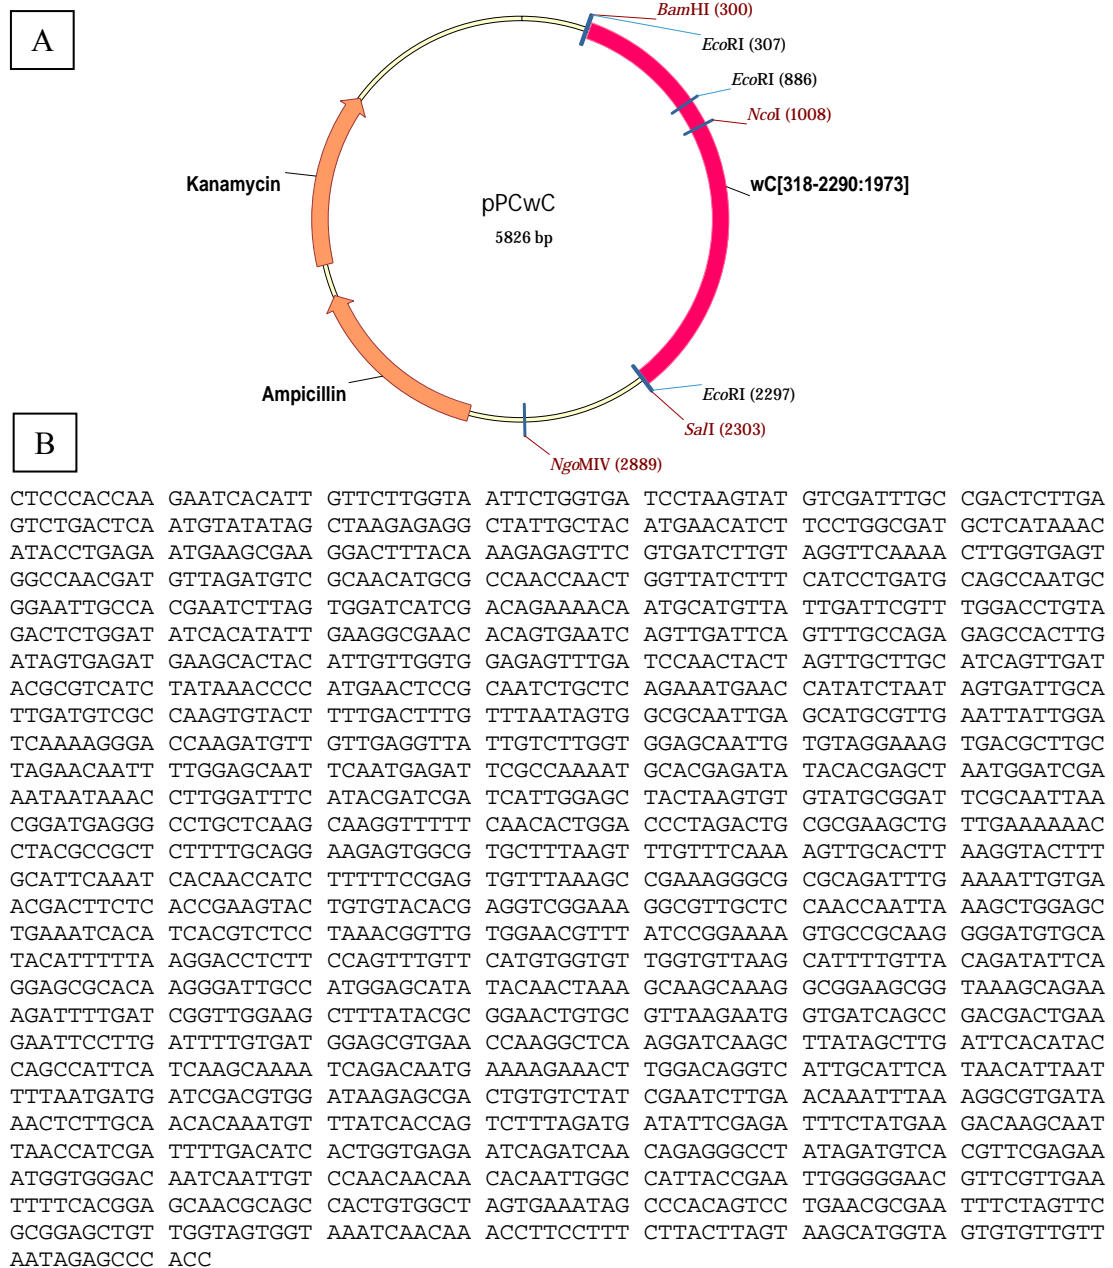 A
BamHI (300)
EcoRI (307)
EcoRI (886)
NcoI (1008)
Kanamycin
wC[318-2290:1973]
pPCwC
5826 bp
Ampicillin
EcoRI (2297)
SalI (2303)
NgoMIV (2889)
B
CTCCCACCAA GAATCACATT GTTCTTGGTA ATTCTGGTGA TCCTAAGTAT GTCGATTTGC CGACTCTTGA
GTCTGACTCA ATGTATATAG CTAAGAGAGG CTATTGCTAC ATGAACATCT TCCTGGCGAT GCTCATAAAC
ATACCTGAGA ATGAAGCGAA GGACTTTACA AAGAGAGTTC GTGATCTTGT AGGTTCAAAA CTTGGTGAGT
GGCCAACGAT GTTAGATGTC GCAACATGCG CCAACCAACT GGTTATCTTT CATCCTGATG CAGCCAATGC
GGAATTGCCA CGAATCTTAG TGGATCATCG ACAGAAAACA ATGCATGTTA TTGATTCGTT TGGACCTGTA
GACTCTGGAT ATCACATATT GAAGGCGAAC ACAGTGAATC AGTTGATTCA GTTTGCCAGA GAGCCACTTG
ATAGTGAGAT GAAGCACTAC ATTGTTGGTG GAGAGTTTGA TCCAACTACT AGTTGCTTGC ATCAGTTGAT
ACGCGTCATC TATAAACCCC ATGAACTCCG CAATCTGCTC AGAAATGAAC CATATCTAAT AGTGATTGCA
TTGATGTCGC CAAGTGTACT TTTGACTTTG TTTAATAGTG GCGCAATTGA GCATGCGTTG AATTATTGGA
TCAAAAGGGA CCAAGATGTT GTTGAGGTTA TTGTCTTGGT GGAGCAATTG TGTAGGAAAG TGACGCTTGC
TAGAACAATT TTGGAGCAAT TCAATGAGAT TCGCCAAAAT GCACGAGATA TACACGAGCT AATGGATCGA
AATAATAAAC CTTGGATTTC ATACGATCGA TCATTGGAGC TACTAAGTGT GTATGCGGAT TCGCAATTAA
CGGATGAGGG CCTGCTCAAG CAAGGTTTTT CAACACTGGA CCCTAGACTG CGCGAAGCTG TTGAAAAAAC
CTACGCCGCT CTTTTGCAGG AAGAGTGGCG TGCTTTAAGT TTGTTTCAAA AGTTGCACTT AAGGTACTTT
GCATTCAAAT CACAACCATC TTTTTCCGAG TGTTTAAAGC CGAAAGGGCG CGCAGATTTG AAAATTGTGA
ACGACTTCTC ACCGAAGTAC TGTGTACACG AGGTCGGAAA GGCGTTGCTC CAACCAATTA AAGCTGGAGC
TGAAATCACA TCACGTCTCC TAAACGGTTG TGGAACGTTT ATCCGGAAAA GTGCCGCAAG GGGATGTGCA
TACATTTTTA AGGACCTCTT CCAGTTTGTT CATGTGGTGT TGGTGTTAAG CATTTTGTTA CAGATATTCA
GGAGCGCACA AGGGATTGCC ATGGAGCATA TACAACTAAA GCAAGCAAAG GCGGAAGCGG TAAAGCAGAA
AGATTTTGAT CGGTTGGAAG CTTTATACGC GGAACTGTGC GTTAAGAATG GTGATCAGCC GACGACTGAA
GAATTCCTTG ATTTTGTGAT GGAGCGTGAA CCAAGGCTCA AGGATCAAGC TTATAGCTTG ATTCACATAC
CAGCCATTCA TCAAGCAAAA TCAGACAATG AAAAGAAACT TGGACAGGTC ATTGCATTCA TAACATTAAT
TTTAATGATG ATCGACGTGG ATAAGAGCGA CTGTGTCTAT CGAATCTTGA ACAAATTTAA AGGCGTGATA
AACTCTTGCA ACACAAATGT TTATCACCAG TCTTTAGATG ATATTCGAGA TTTCTATGAA GACAAGCAAT
TAACCATCGA TTTTGACATC ACTGGTGAGA ATCAGATCAA CAGAGGGCCT ATAGATGTCA CGTTCGAGAA
ATGGTGGGAC AATCAATTGT CCAACAACAA CACAATTGGC CATTACCGAA TTGGGGGAAC GTTCGTTGAA
TTTTCACGGA GCAACGCAGC CACTGTGGCT AGTGAAATAG CCCACAGTCC TGAACGCGAA TTTCTAGTTC
GCGGAGCTGT TGGTAGTGGT AAATCAACAA ACCTTCCTTT CTTACTTAGT AAGCATGGTA GTGTGTTGTT
AATAGAGCCC ACC